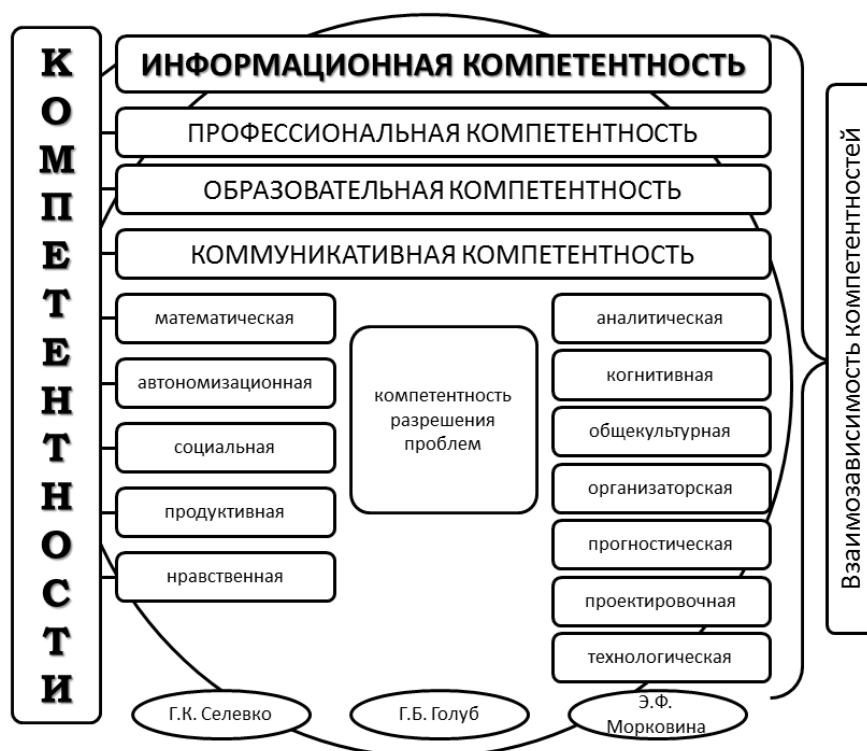 КОМПЕТЕНТНОСТИ
ИНФОРМАЦИОННАЯ КОМПЕТЕНТНОСТЬ
ПРОФЕССИОНАЛЬНАЯ КОМПЕТЕНТНОСТЬ
ОБРАЗОВАТЕЛЬНАЯ КОМПЕТЕНТНОСТЬ
КОММУНИКАТИВНАЯ КОМПЕТЕНТНОСТЬ
математическая
автономизационная
социальная
продуктивная
нравственная
компетентность
разрешения
проблем
аналитическая
когнитивная
общекультурная
организаторская
прогностическая
проектировочная
технологическая
Г.К. Селевко
Г.Б. Голуб
Э.Ф.
Морковина
Взаимозависимость компетентностей